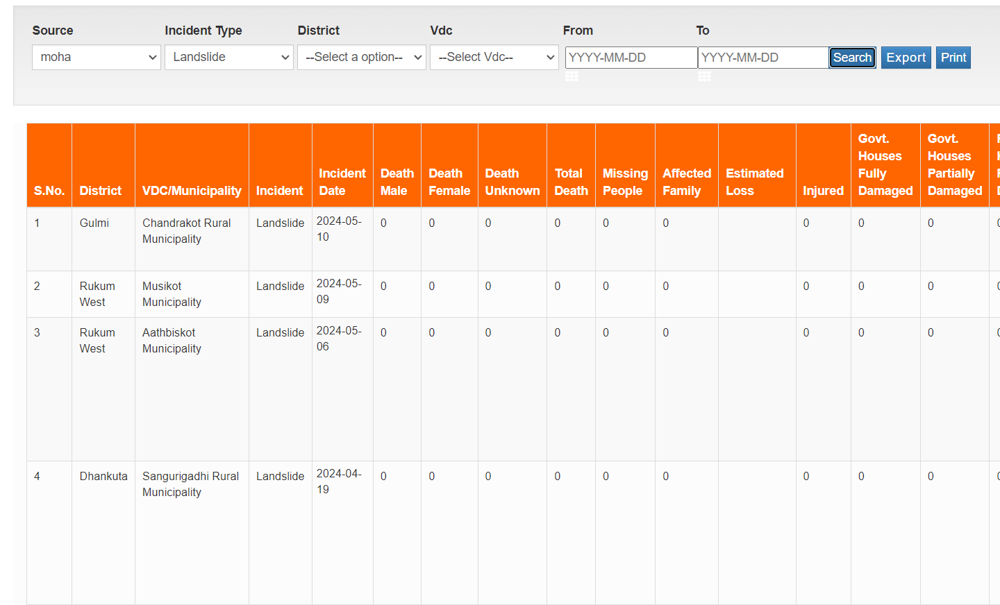 Source Incident Type District Vdc From To
moha Landslide --Select a option-- --Select Vdc-- YYYY-MM-DD YYYY-MM-DD Search Export Print
S.No. District VDC/Municipality Incident Incident Date Death Male Death Female Death Unknown Total Death Missing People Affected Family Estimated Loss Injured Govt. Houses Fully Damaged Govt. Houses Partially Damaged
1 Gulmi Chandrakot Rural Municipality Landslide 2024-05-10 0 0 0 0 0 0 0 0 0
2 Rukum West Musikot Municipality Landslide 2024-05-09 0 0 0 0 0 0 0 0 0
3 Rukum West Aathbiskot Municipality Landslide 2024-05-06 0 0 0 0 0 0 0 0 0
4 Dhankuta Sangurigadhi Rural Municipality Landslide 2024-04-19 0 0 0 0 0 0 0 0 0